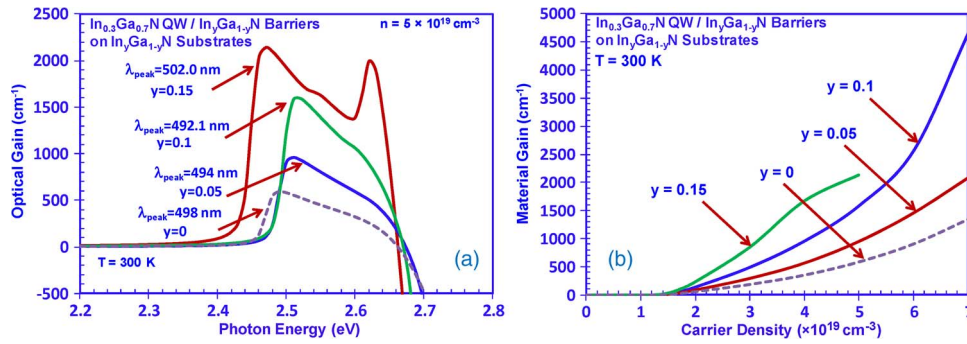 In0.3Ga0.7N QW / InyGa1-yN Barriers
on InyGa1-yN Substrates
n = 5 × 10^19 cm^-3
λpeak=502.0 nm
y=0.15
λpeak=492.1 nm
y=0.1
λpeak=494 nm
y=0.05
λpeak=498 nm
y=0
T = 300 K
(a)
Optical Gain (cm^-1)
2500
2000
1500
1000
500
0
-500
2.2 2.3 2.4 2.5 2.6 2.7 2.8
Photon Energy (eV)
In0.3Ga0.7N QW / InyGa1-yN Barriers
on InyGa1-yN Substrates
T = 300 K
y = 0.1
y = 0.05
y = 0
y = 0.15
(b)
Material Gain (cm^-1)
5000
4500
4000
3500
3000
2500
2000
1500
1000
500
0
0 1 2 3 4 5 6 7
Carrier Density (×10^19 cm^-3)